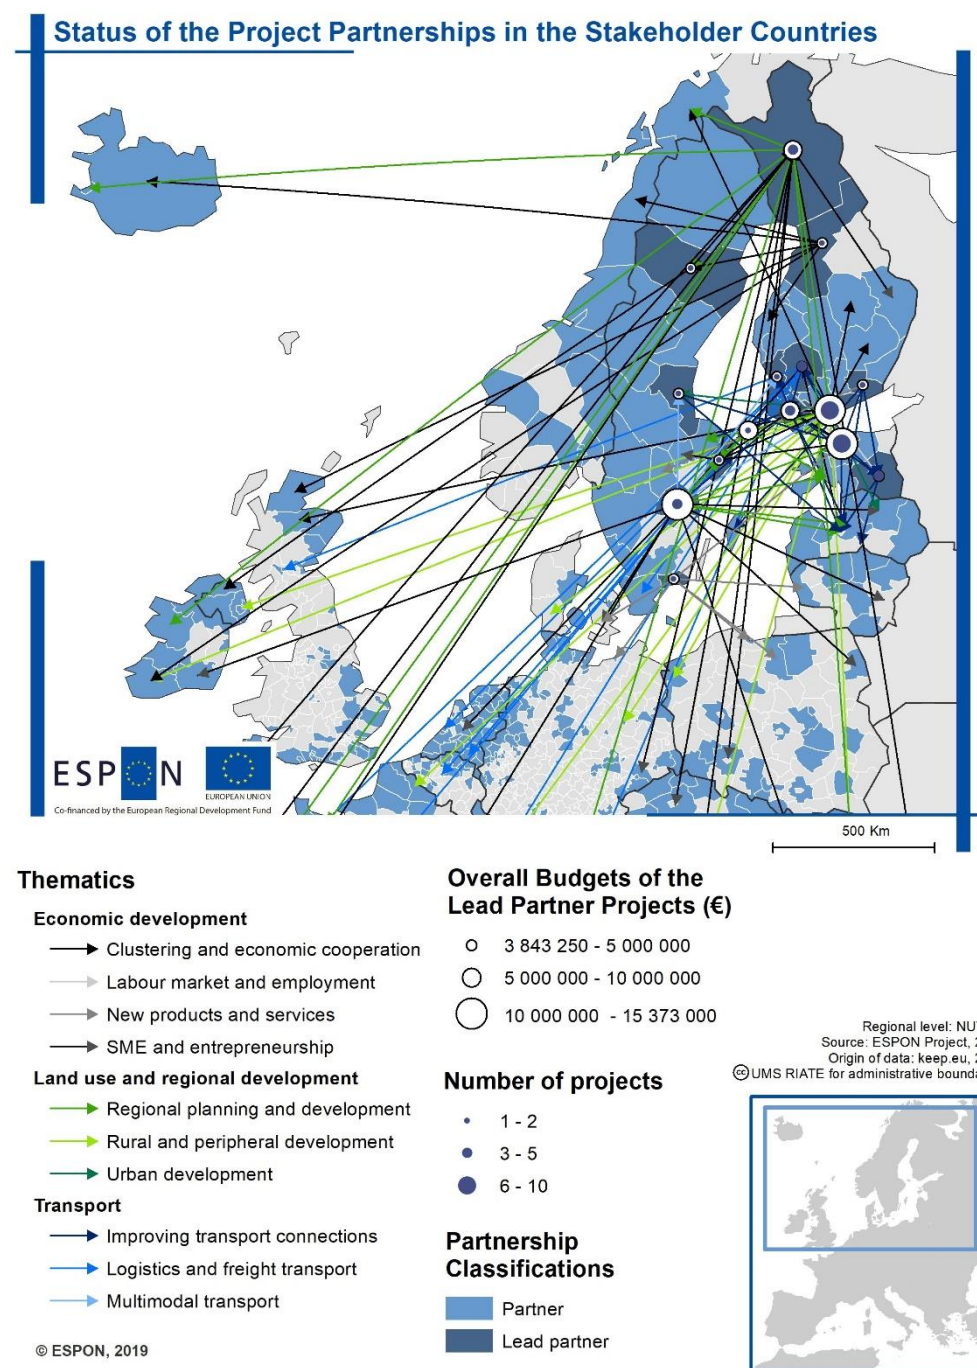 Status of the Project Partnerships in the Stakeholder Countries
ESPON
EUROPEAN UNION
Co-financed by the European Regional Development Fund
500 Km
Thematics
Economic development
Clustering and economic cooperation
Labour market and employment
New products and services
SME and entrepreneurship
Land use and regional development
Regional planning and development
Rural and peripheral development
Urban development
Transport
Improving transport connections
Logistics and freight transport
Multimodal transport
© ESPON, 2019
Overall Budgets of the
Lead Partner Projects (€)
3 843 250 - 5 000 000
5 000 000 - 10 000 000
10 000 000 - 15 373 000
Number of projects
1 - 2
3 - 5
6 - 10
Partnership
Classifications
Partner
Lead partner
Regional level:
Source: ESPON Project,
Origin of data: keep.eu,
cc UMS RIATE for administrative